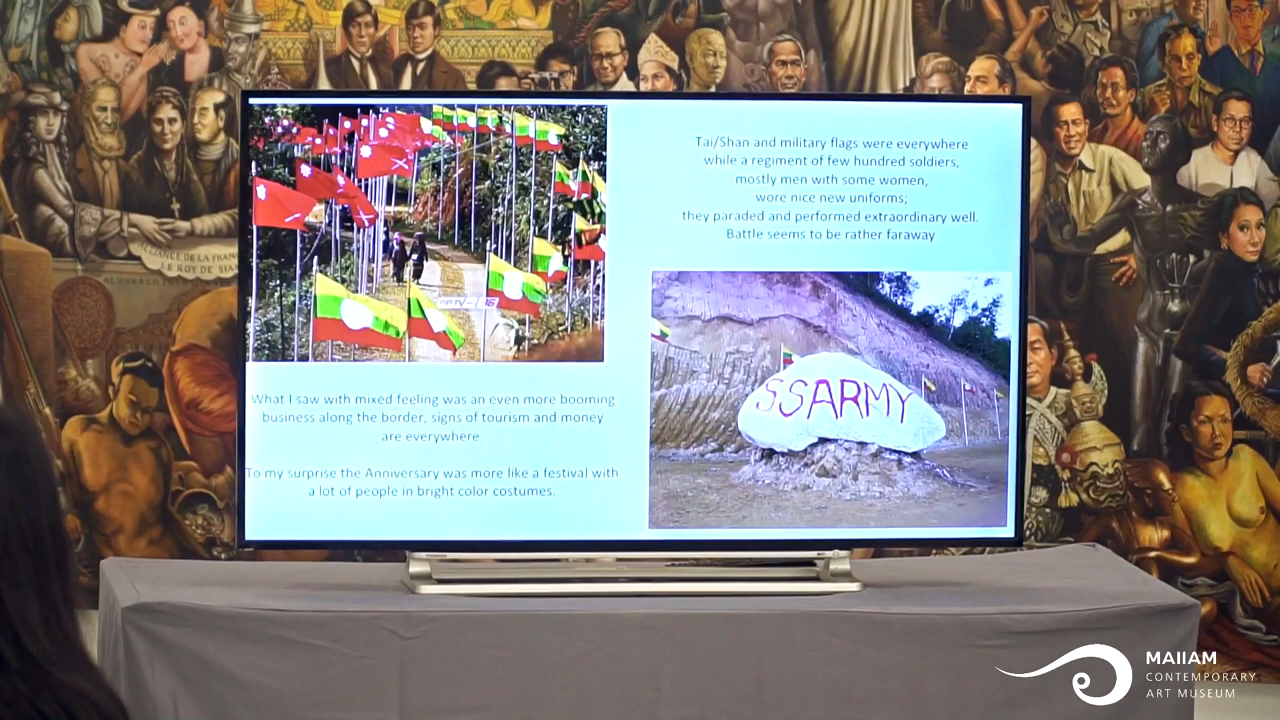 ALLIANCE DE LA FRAN
LE ROY DE SIA
Tai/Shan and military flags were everywhere
while a regiment of few hundred soldiers,
mostly men with some women,
wore nice new uniforms;
they paraded and performed extraordinary well.
Battle seems to be rather faraway
What I saw with mixed feeling was an even more booming
business along the border, signs of tourism and money
are everywhere.
To my surprise the Anniversary was more like a festival with
a lot of people in bright color costumes.
SSARMY
MAIIAM
CONTEMPORARY
ART MUSEUM